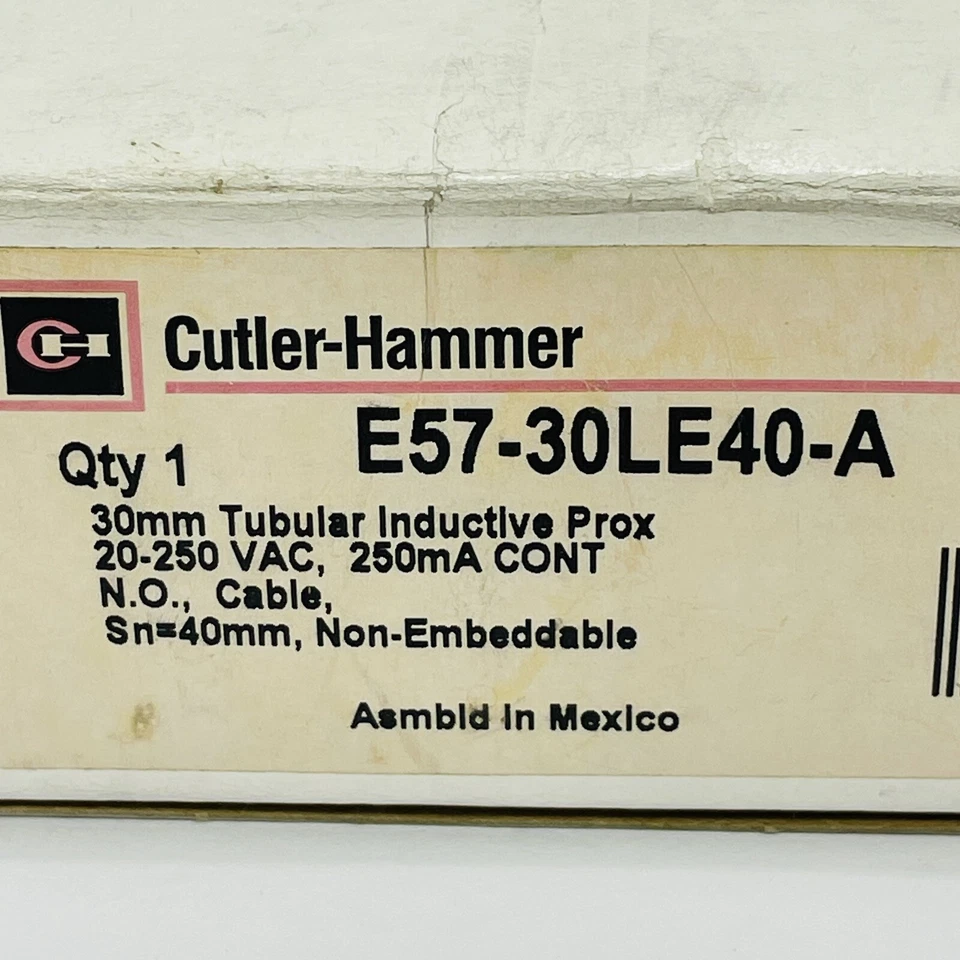 CH
Cutler-Hammer
E57-30LE40-A
Qty 1
30mm Tubular Inductive Prox
20-250 VAC, 250mA CONT
N.O., Cable,
Sn=40mm, Non-Embeddable
Asmbld in Mexico